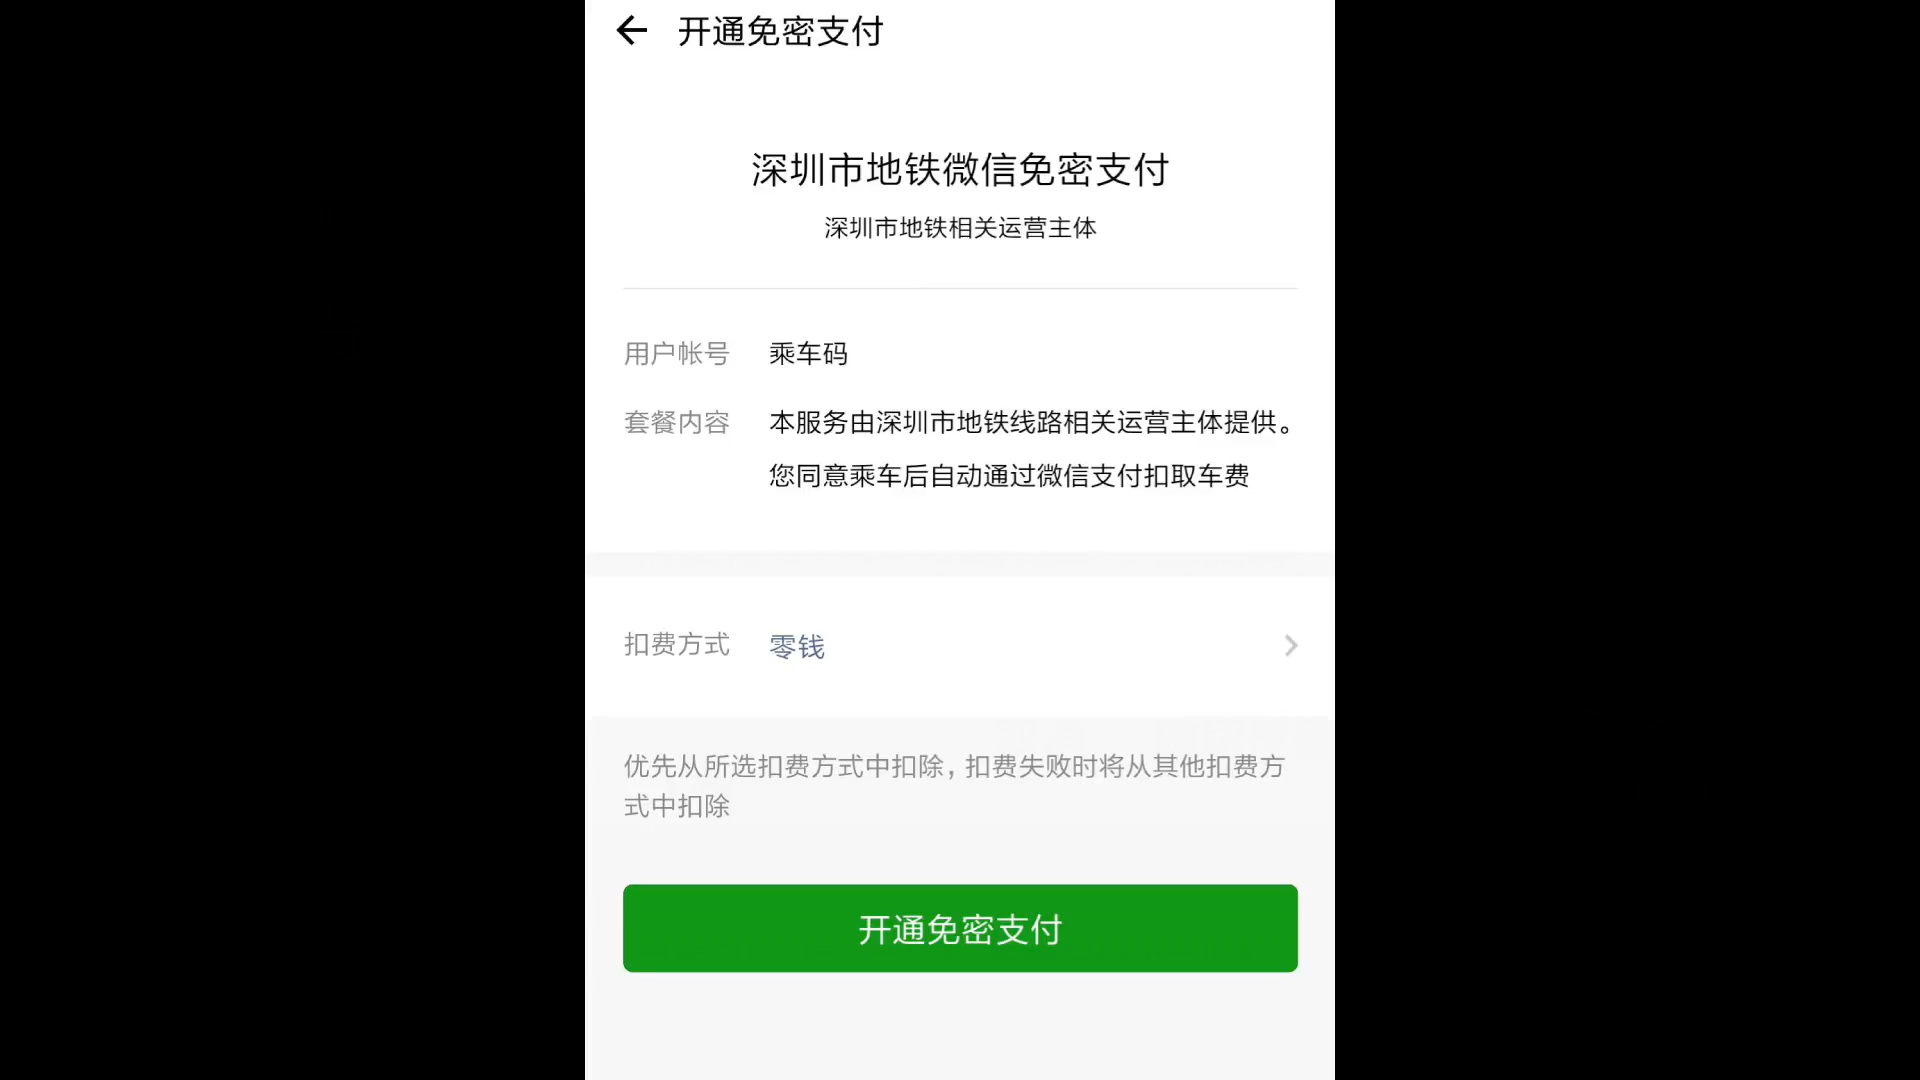 开通免密支付
深圳市地铁微信免密支付
深圳市地铁相关运营主体
用户帐号 乘车码
套餐内容 本服务由深圳市地铁线路相关运营主体提供。
您同意乘车后自动通过微信支付扣取车费
扣费方式 零钱
优先从所选扣费方式中扣除，扣费失败时将从其他扣费方
式中扣除
开通免密支付